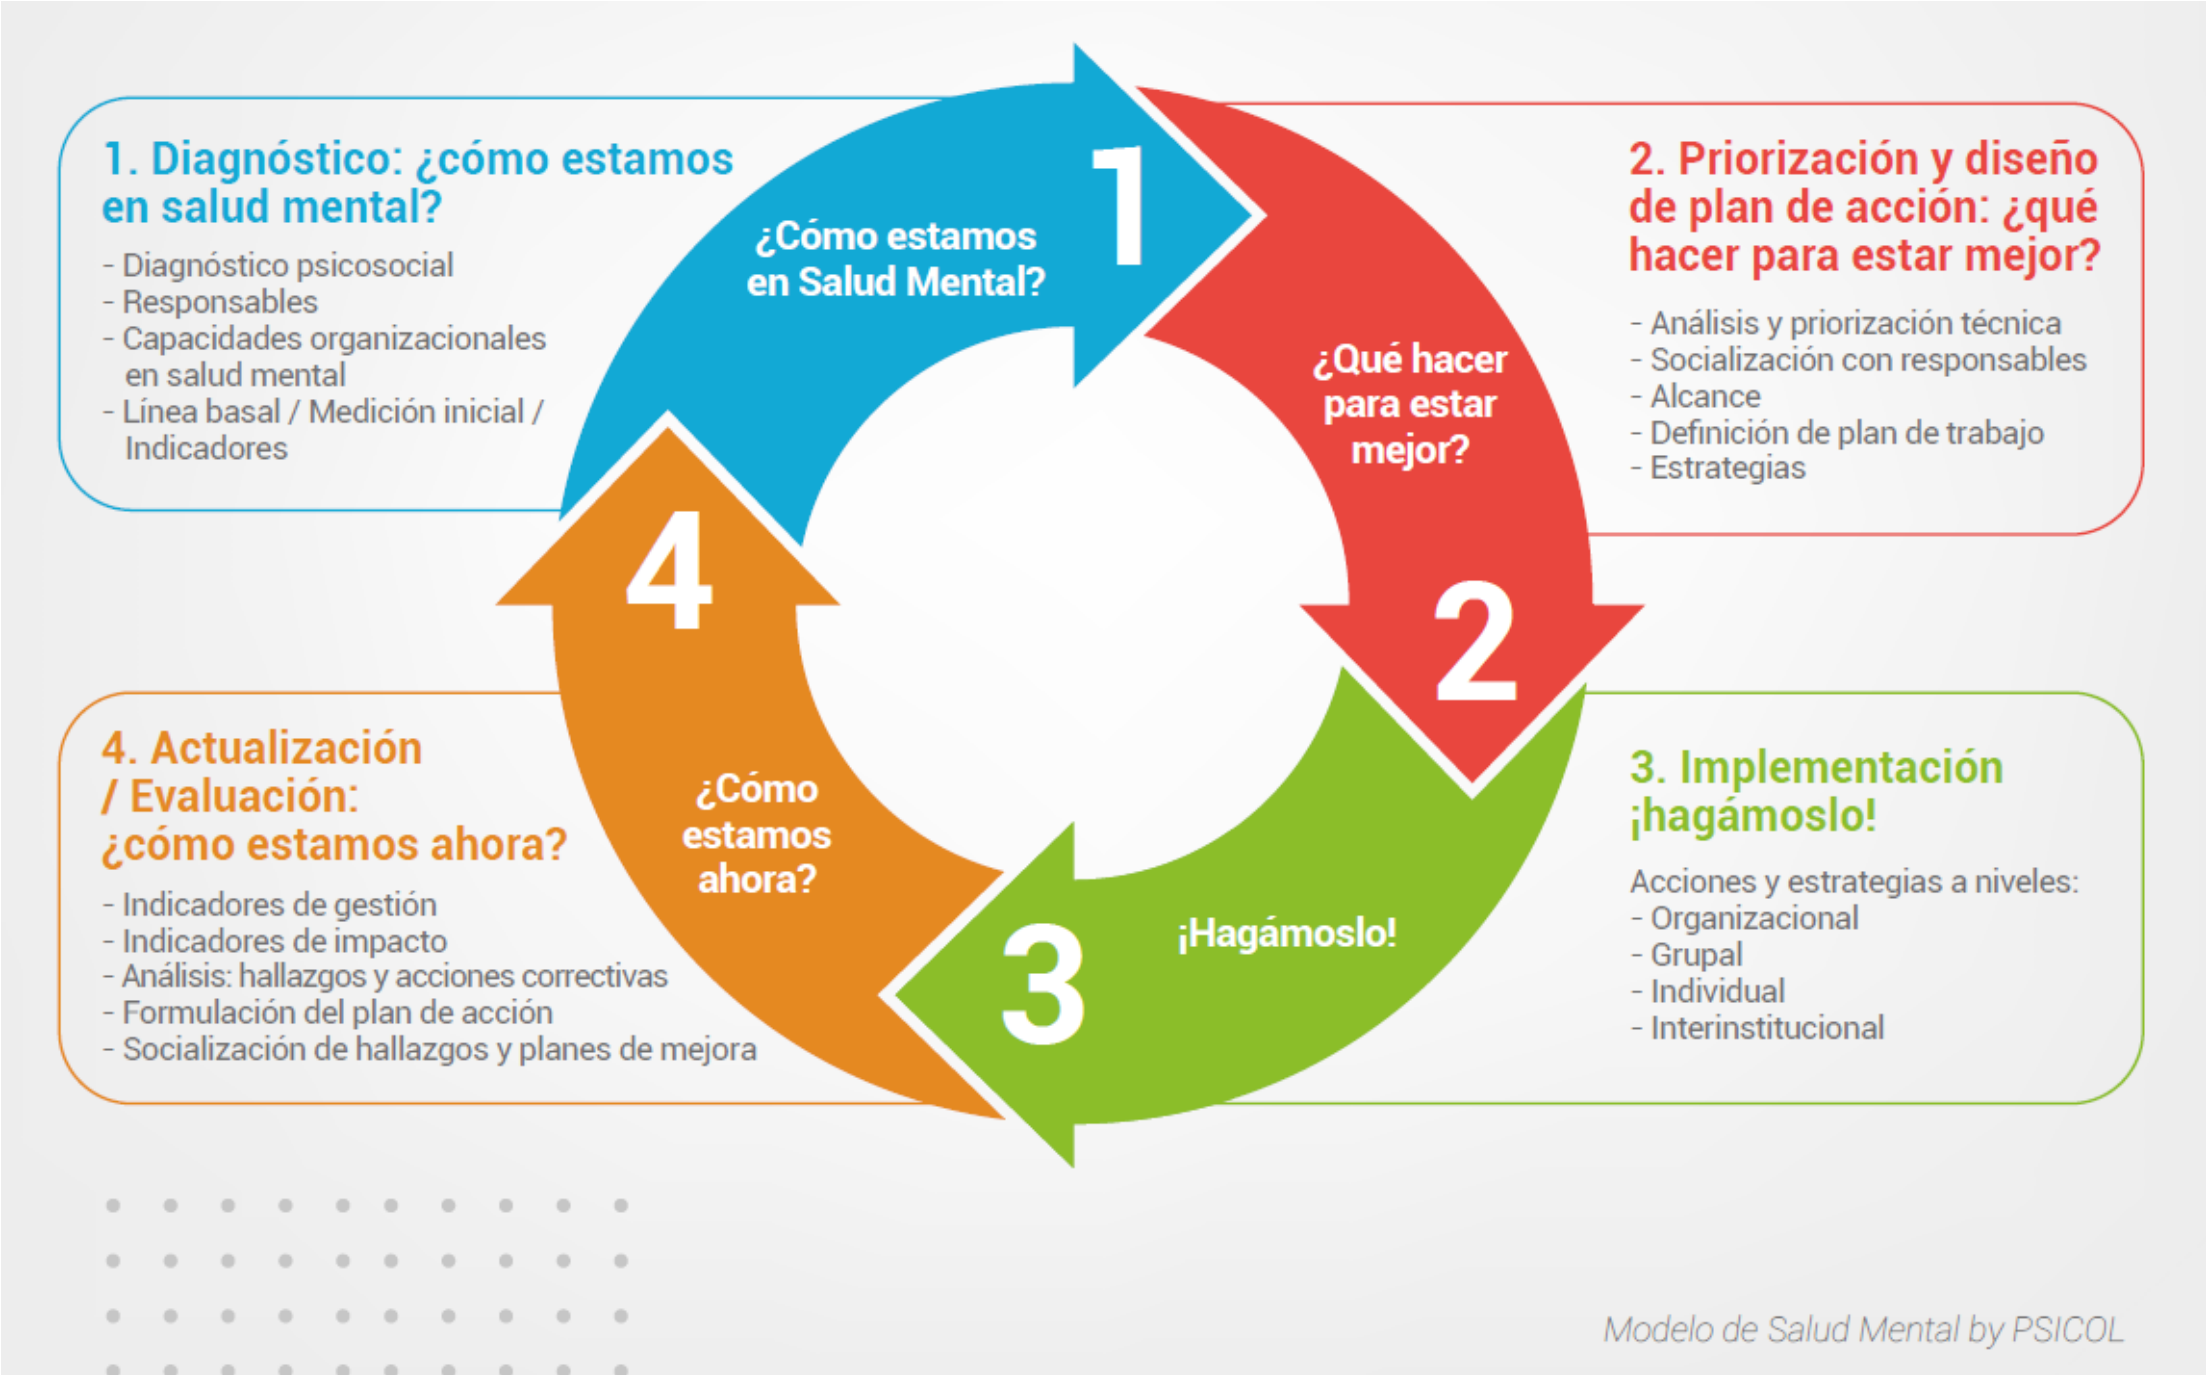 1. Diagnóstico: ¿cómo estamos
en salud mental?
- Diagnóstico psicosocial
- Responsables
- Capacidades organizacionales
en salud mental
- Línea basal / Medición inicial /
Indicadores
¿Cómo estamos
en Salud Mental?
1
2. Priorización y diseño
de plan de acción: ¿qué
hacer para estar mejor?
- Análisis y priorización técnica
- Socialización con responsables
- Alcance
- Definición de plan de trabajo
- Estrategias
¿Qué hacer
para estar
mejor?
2
3. Implementación
¡hagámoslo!
Acciones y estrategias a niveles:
- Organizacional
- Grupal
- Individual
- Interinstitucional
¡Hagámoslo!
3
4. Actualización
/ Evaluación:
¿cómo estamos ahora?
- Indicadores de gestión
- Indicadores de impacto
- Análisis: hallazgos y acciones correctivas
- Formulación del plan de acción
- Socialización de hallazgos y planes de mejora
¿Cómo
estamos
ahora?
4
Modelo de Salud Mental by PSICOL